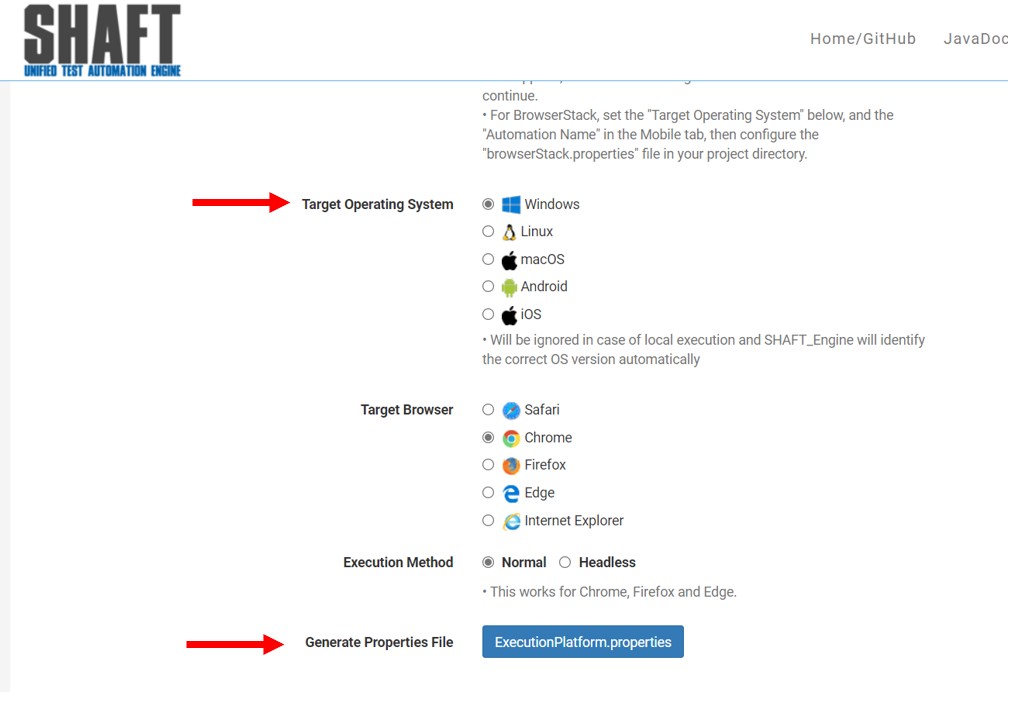 SHAFT
UNIFIED TEST AUTOMATION ENGINE
Home/GitHub JavaDoc
continue.
• For BrowserStack, set the "Target Operating System" below, and the
"Automation Name" in the Mobile tab, then configure the
"browserStack.properties" file in your project directory.
Target Operating System Windows
Linux
macOS
Android
iOS
• Will be ignored in case of local execution and SHAFT_Engine will identify
the correct OS version automatically
Target Browser Safari
Chrome
Firefox
Edge
Internet Explorer
Execution Method Normal Headless
• This works for Chrome, Firefox and Edge.
Generate Properties File ExecutionPlatform.properties